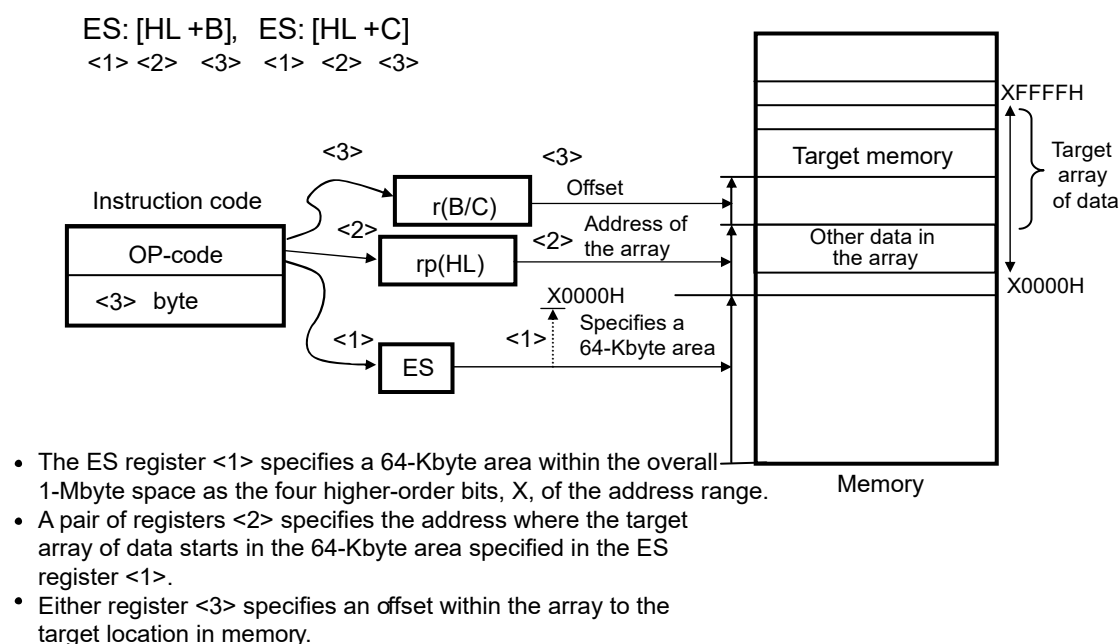 ES: [HL +B], ES: [HL +C]
<1> <2> <3> <1> <2> <3>
XFFFFH
<3>
<3>
Target memory
Target
array
of data
Instruction code
r(B/C)
Offset
<2>
<2>
Address of
the array
OP-code
rp(HL)
Other data in
the array
<3> byte
X0000H
X0000H
<1>
<1>
Specifies a
64-Kbyte area
ES
• The ES register <1> specifies a 64-Kbyte area within the overall
1-Mbyte space as the four higher-order bits, X, of the address range.
Memory
• A pair of registers <2> specifies the address where the target
array of data starts in the 64-Kbyte area specified in the ES
register <1>.
• Either register <3> specifies an offset within the array to the
target location in memory.